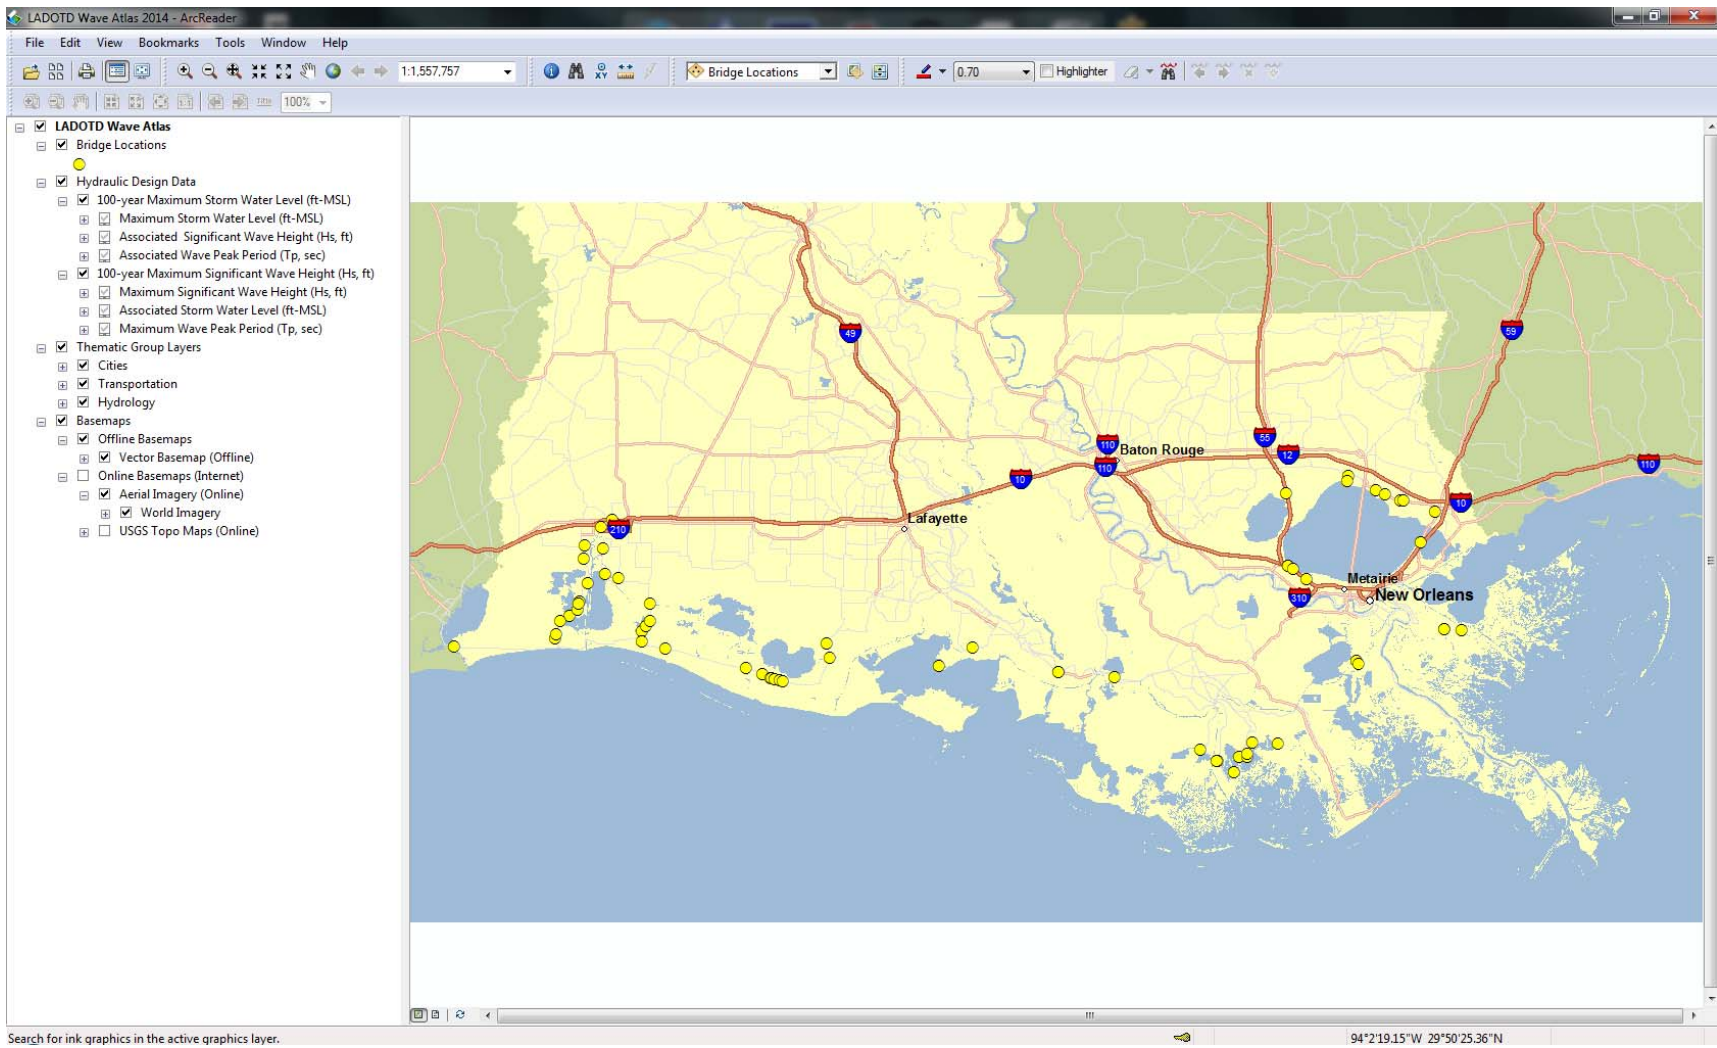 LADOTD Wave Atlas 2014 - ArcReader
File Edit View Bookmarks Tools Window Help
1:1,557,757 Bridge Locations 0.70 Highlighter
Title 100%
LADOTD Wave Atlas
Bridge Locations
Hydraulic Design Data
100-year Maximum Storm Water Level (ft-MSL)
Maximum Storm Water Level (ft-MSL)
Associated Significant Wave Height (Hs, ft)
Associated Wave Peak Period (Tp, sec)
100-year Maximum Significant Wave Height (Hs, ft)
Maximum Significant Wave Height (Hs, ft)
Associated Storm Water Level (ft-MSL)
Maximum Wave Peak Period (Tp, sec)
Thematic Group Layers
Cities
Transportation
Hydrology
Basemaps
Offline Basemaps
Vector Basemap (Offline)
Online Basemaps (Internet)
Aerial Imagery (Online)
World Imagery
USGS Topo Maps (Online)
49
59
55
110
Baton Rouge
12
110
110
10
10
Lafayette
210
Metairie
310
New Orleans
Search for ink graphics in the active graphics layer.
94°2'19.15"W 29°50'25.36"N